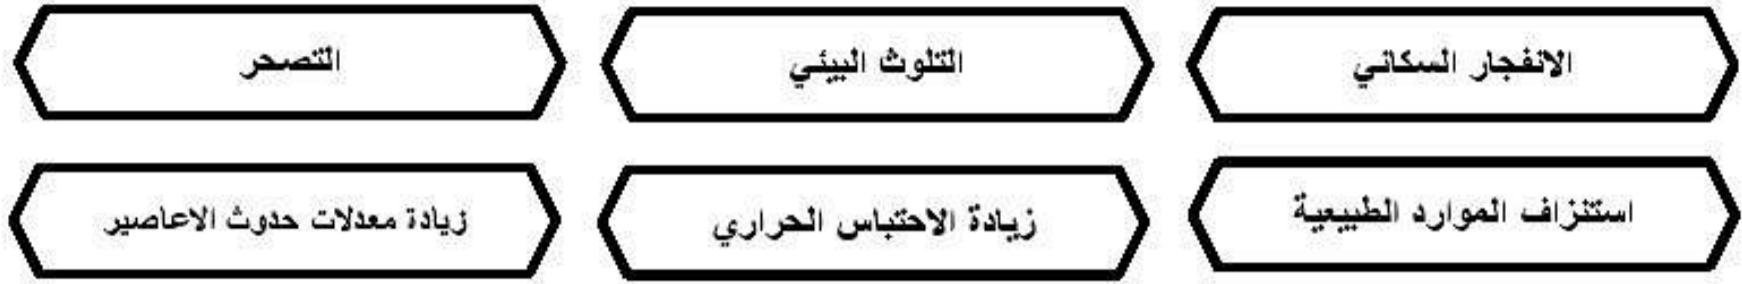 الانفجار السكاني
التلوث البيئي
التصحر
استنزاف الموارد الطبيعية
زيادة الاحتباس الحراري
زيادة معدلات حدوث الاعاصير